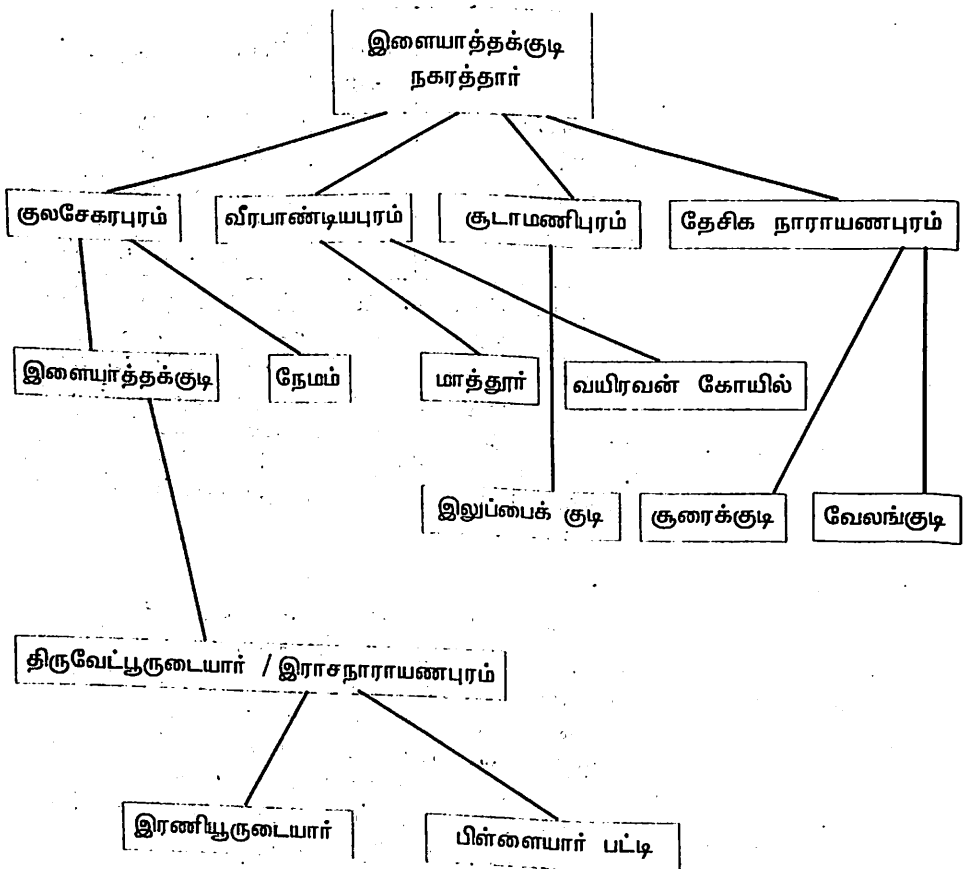 இளையாத்தக்குடி
நகரத்தார்
குலசேகரபுரம்
வீரபாண்டியபுரம்
சூடாமணிபுரம்
தேசிக நாராயணபுரம்
இளையாத்தக்குடி
நேமம்
மாத்தூர்
வயிரவன் கோயில்
இலுப்பைக் குடி
சூரைக்குடி
வேலங்குடி
திருவேட்பூருடையார் / இராசநாராயணபுரம்
இரணியூருடையார்
பிள்ளையார் பட்டி